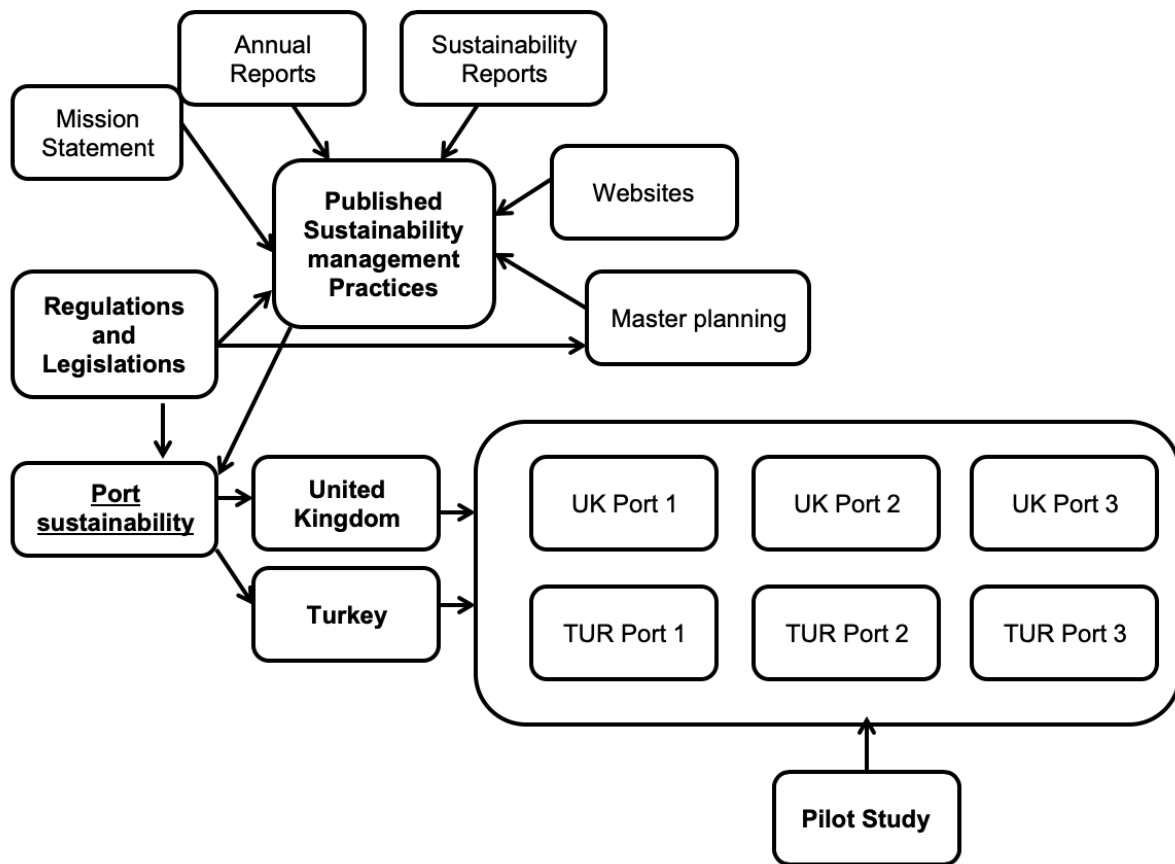 Annual
Reports
Sustainability
Reports
Mission
Statement
Published
Sustainability
management
Practices
Websites
Regulations
and
Legislations
Master planning
Port
sustainability
United
Kingdom
UK Port 1
UK Port 2
UK Port 3
Turkey
TUR Port 1
TUR Port 2
TUR Port 3
Pilot Study